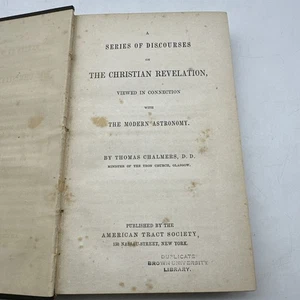 A
SERIES OF DISCOURSES
ON
THE CHRISTIAN REVELATION,
VIEWED IN CONNECTION
WITH
THE MODERN ASTRONOMY.
BY THOMAS CHALMERS, D. D.
MINISTER OF THE TRON CHURCH, GLASGOW.
PUBLISHED BY THE
AMERICAN TRACT SOCIETY,
150 NASSAU-STREET, NEW YORK.
DUPLICATE
BROWN UNIVERSITY
LIBRARY.